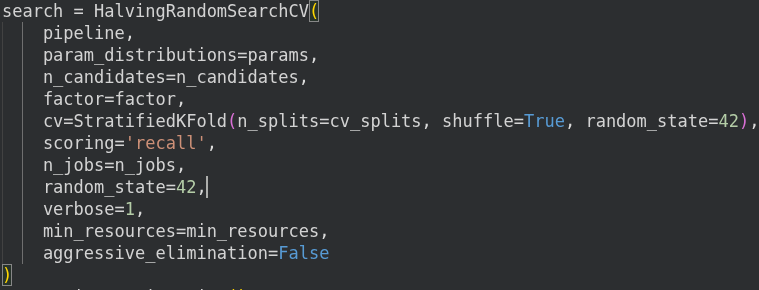 search = HalvingRandomSearchCV(
    pipeline,
    param_distributions=params,
    n_candidates=n_candidates,
    factor=factor,
    cv=StratifiedKFold(n_splits=cv_splits, shuffle=True, random_state=42),
    scoring='recall',
    n_jobs=n_jobs,
    random_state=42,
    verbose=1,
    min_resources=min_resources,
    aggressive_elimination=False
)